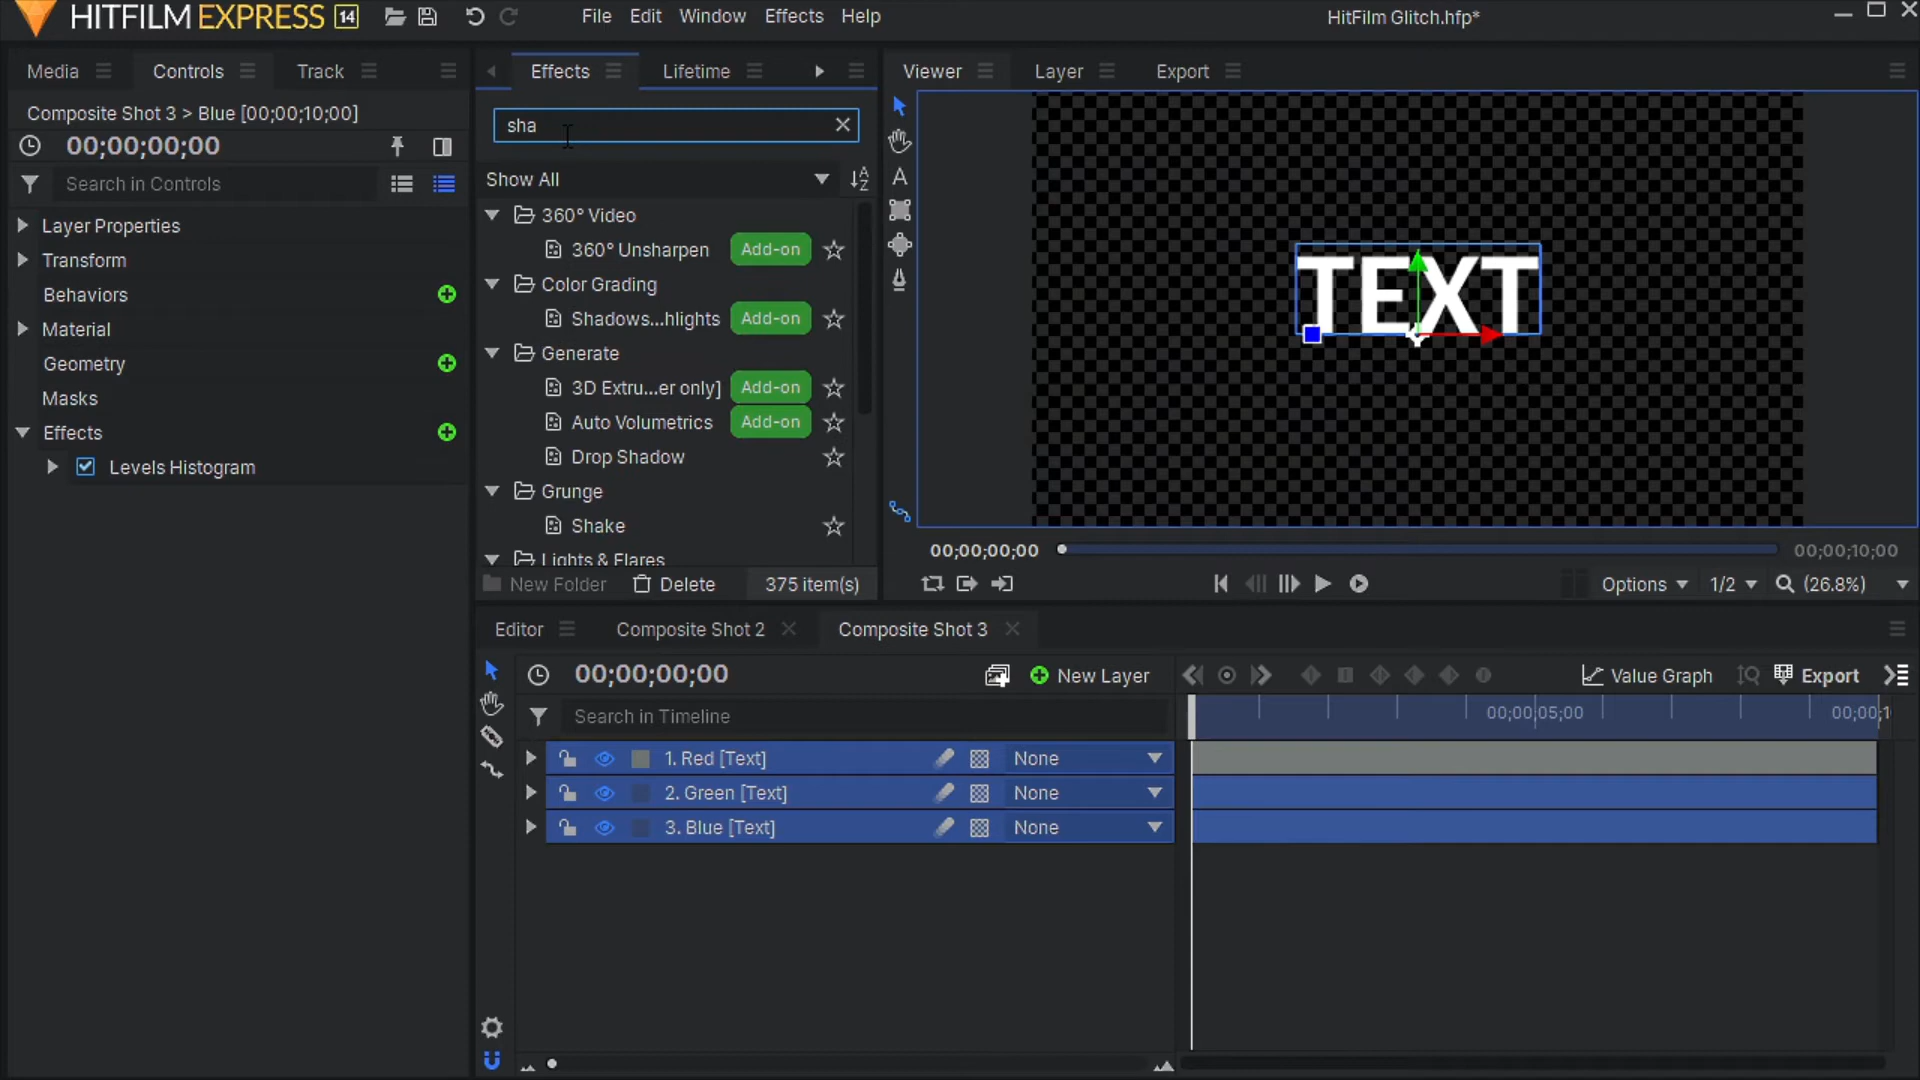 HITFILM EXPRESS 14
File Edit Window Effects Help
HitFilm Glitch.hfp*
Media Controls Track
Composite Shot 3 > Blue [00;00;10;00]
00;00;00;00
Search in Controls
Layer Properties
Transform
Behaviors
Material
Geometry
Masks
Effects
Levels Histogram
Effects Lifetime
sha
Show All
360° Video
360° Unsharpen Add-on
Color Grading
Shadows...hlights Add-on
Generate
3D Extru...er only] Add-on
Auto Volumetrics Add-on
Drop Shadow
Grunge
Shake
Lights & Flares
New Folder Delete 375 item(s)
Viewer Layer Export
A
TEXT
00;00;00;00 00;00;10;00
Options 1/2 (26.8%)
Editor Composite Shot 2 Composite Shot 3
00;00;00;00 New Layer Value Graph Export
Search in Timeline
00;00;05;00 00;00;1
1. Red [Text] None
2. Green [Text] None
3. Blue [Text] None